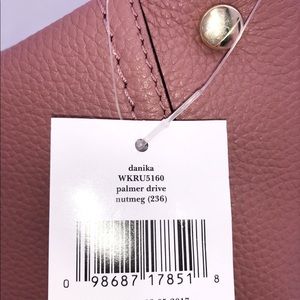 danika
WKRU5160
palmer drive
nutmeg (236)
0 98687 17851 8